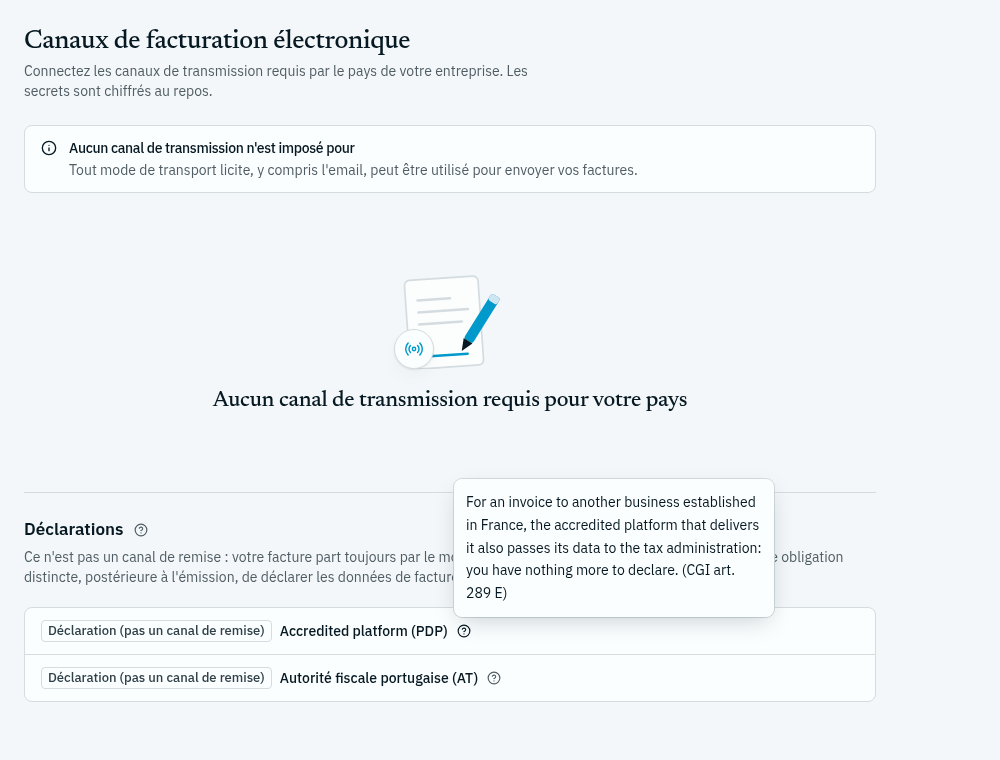 Canaux de facturation électronique
Connectez les canaux de transmission requis par le pays de votre entreprise. Les
secrets sont chiffrés au repos.
Aucun canal de transmission n'est imposé pour
Tout mode de transport licite, y compris l'email, peut être utilisé pour envoyer vos factures.
Aucun canal de transmission requis pour votre pays
For an invoice to another business established
in France, the accredited platform that delivers
it also passes its data to the tax administration:
you have nothing more to declare. (CGI art.
289 E)
Déclarations
Ce n'est pas un canal de remise : votre facture part toujours par le obligation
distincte, postérieure à l'émission, de déclarer les données de
Déclaration (pas un canal de remise) Accredited platform (PDP)
Déclaration (pas un canal de remise) Autorité fiscale portugaise (AT)